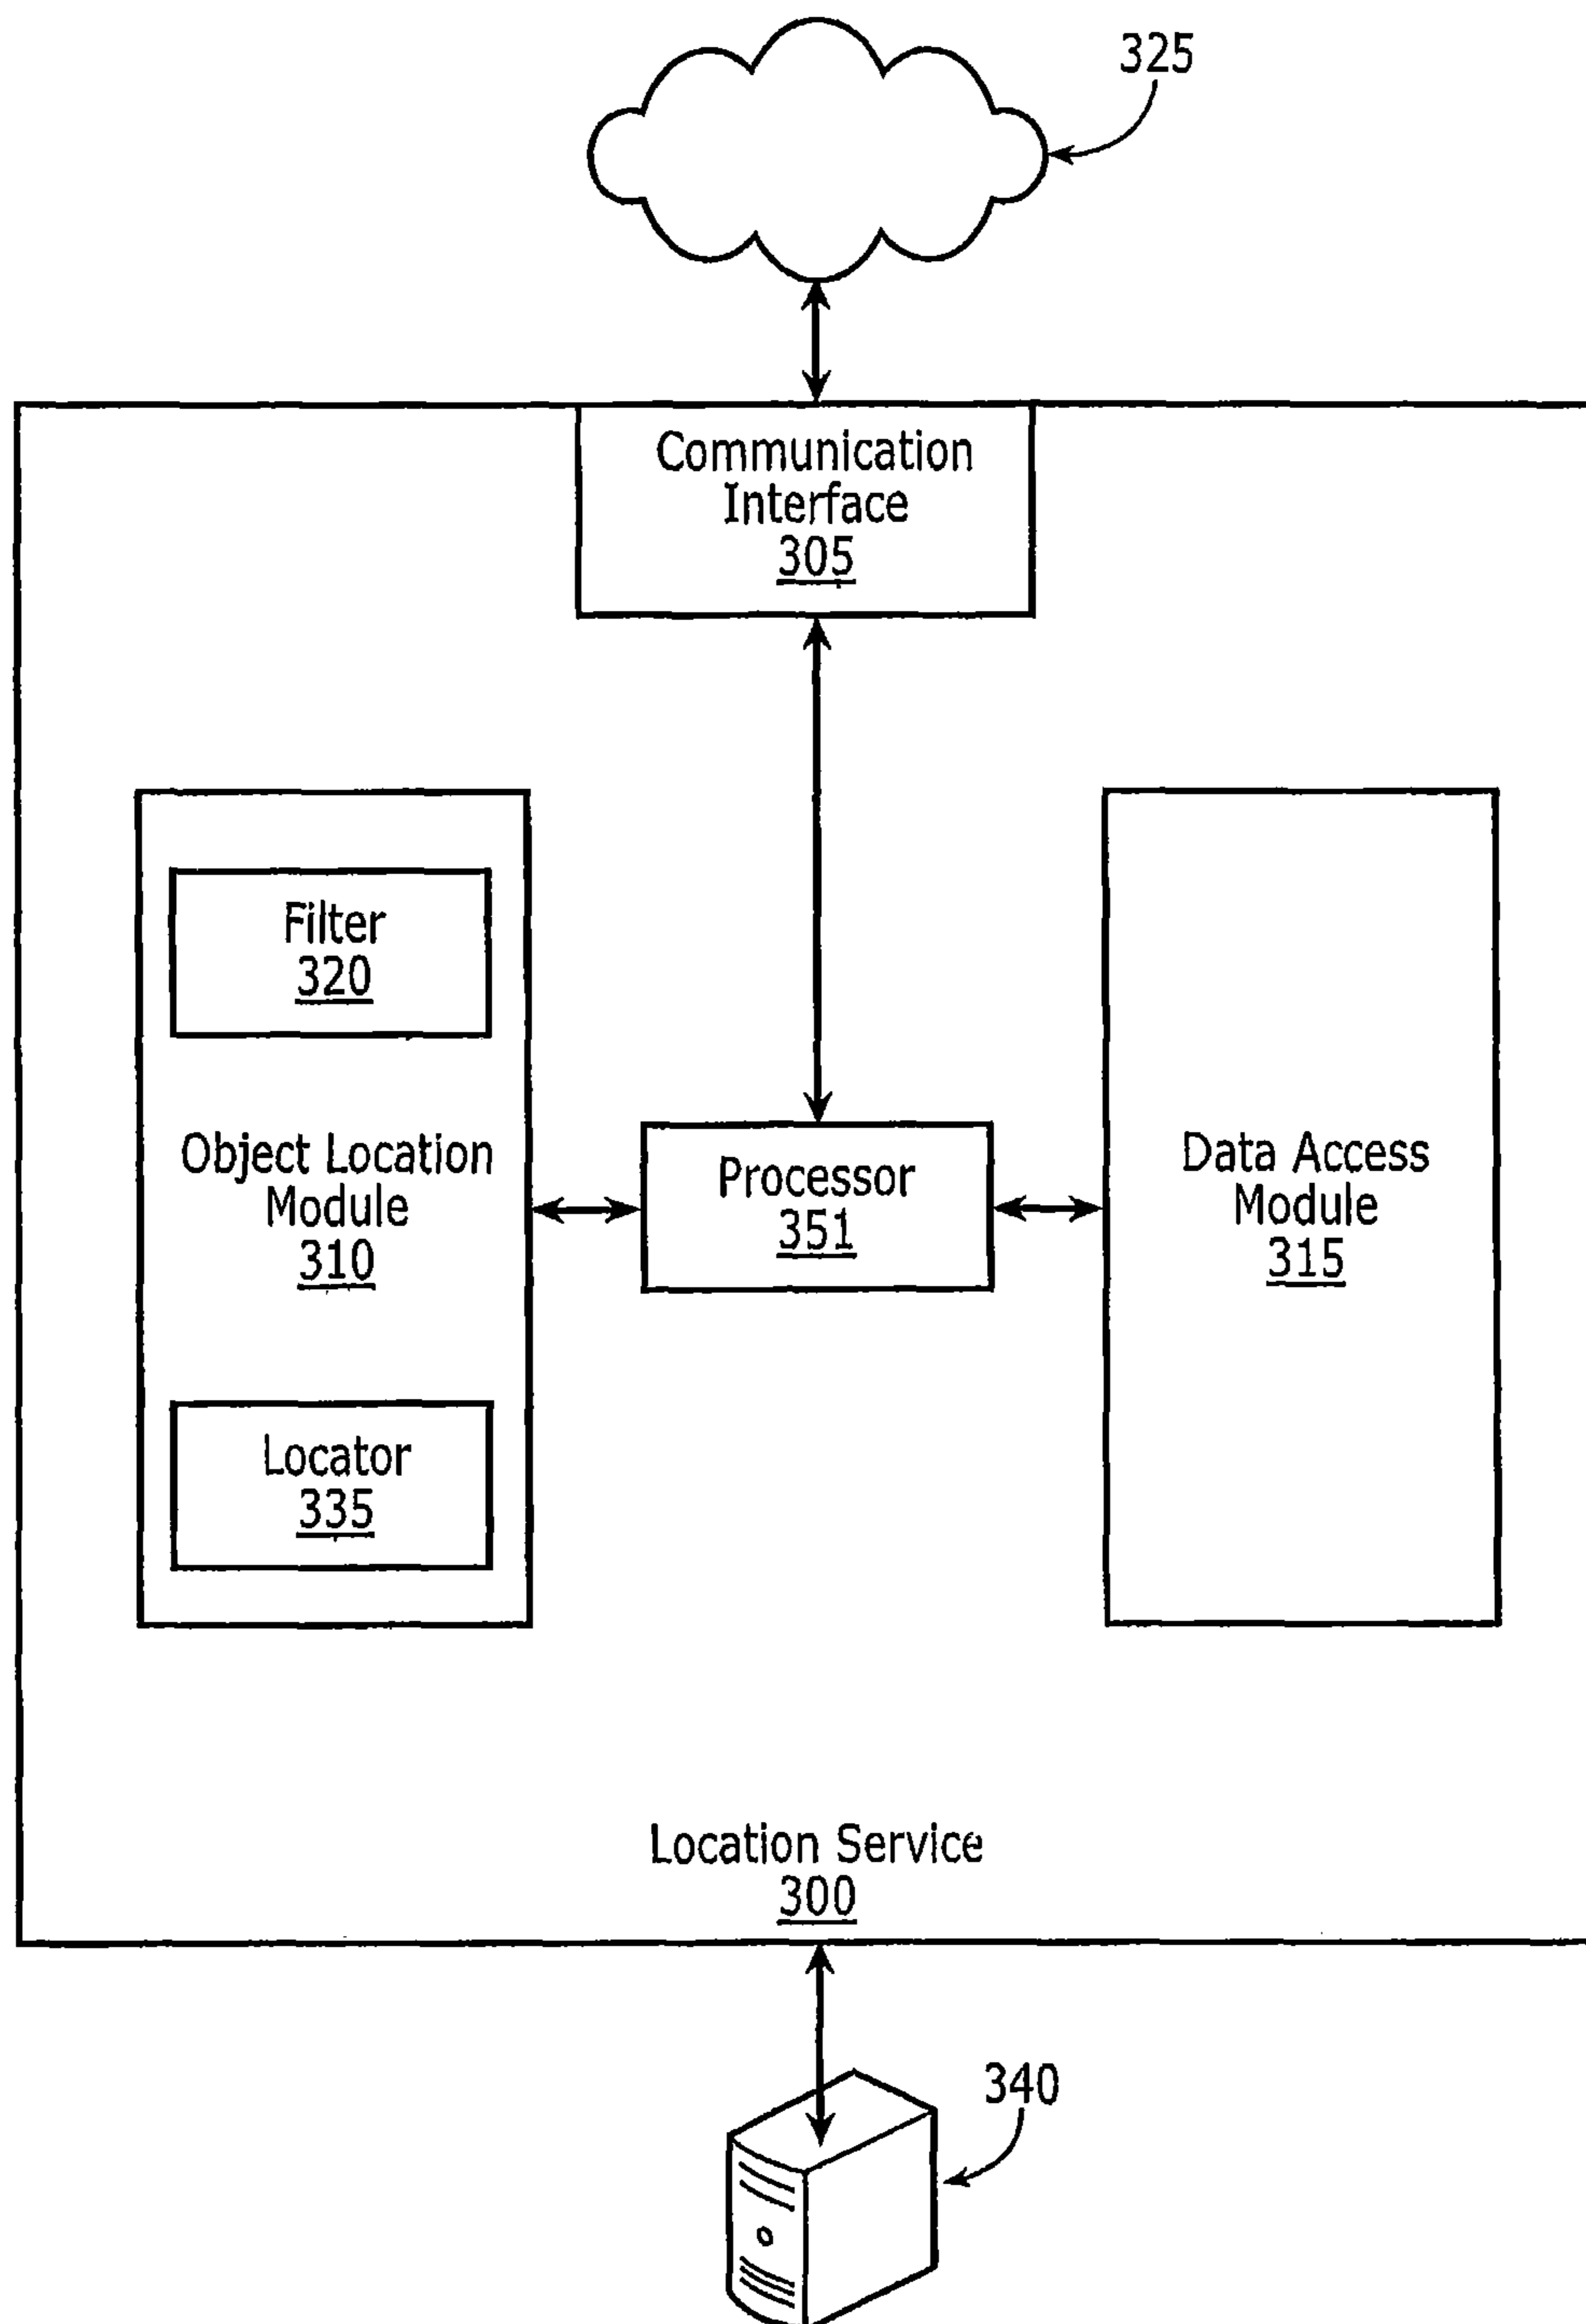 325
Communication
Interface
305
Filter
320
Object Location
Module
310
Processor
351
Data Access
Module
315
Locator
335
Location Service
300
340